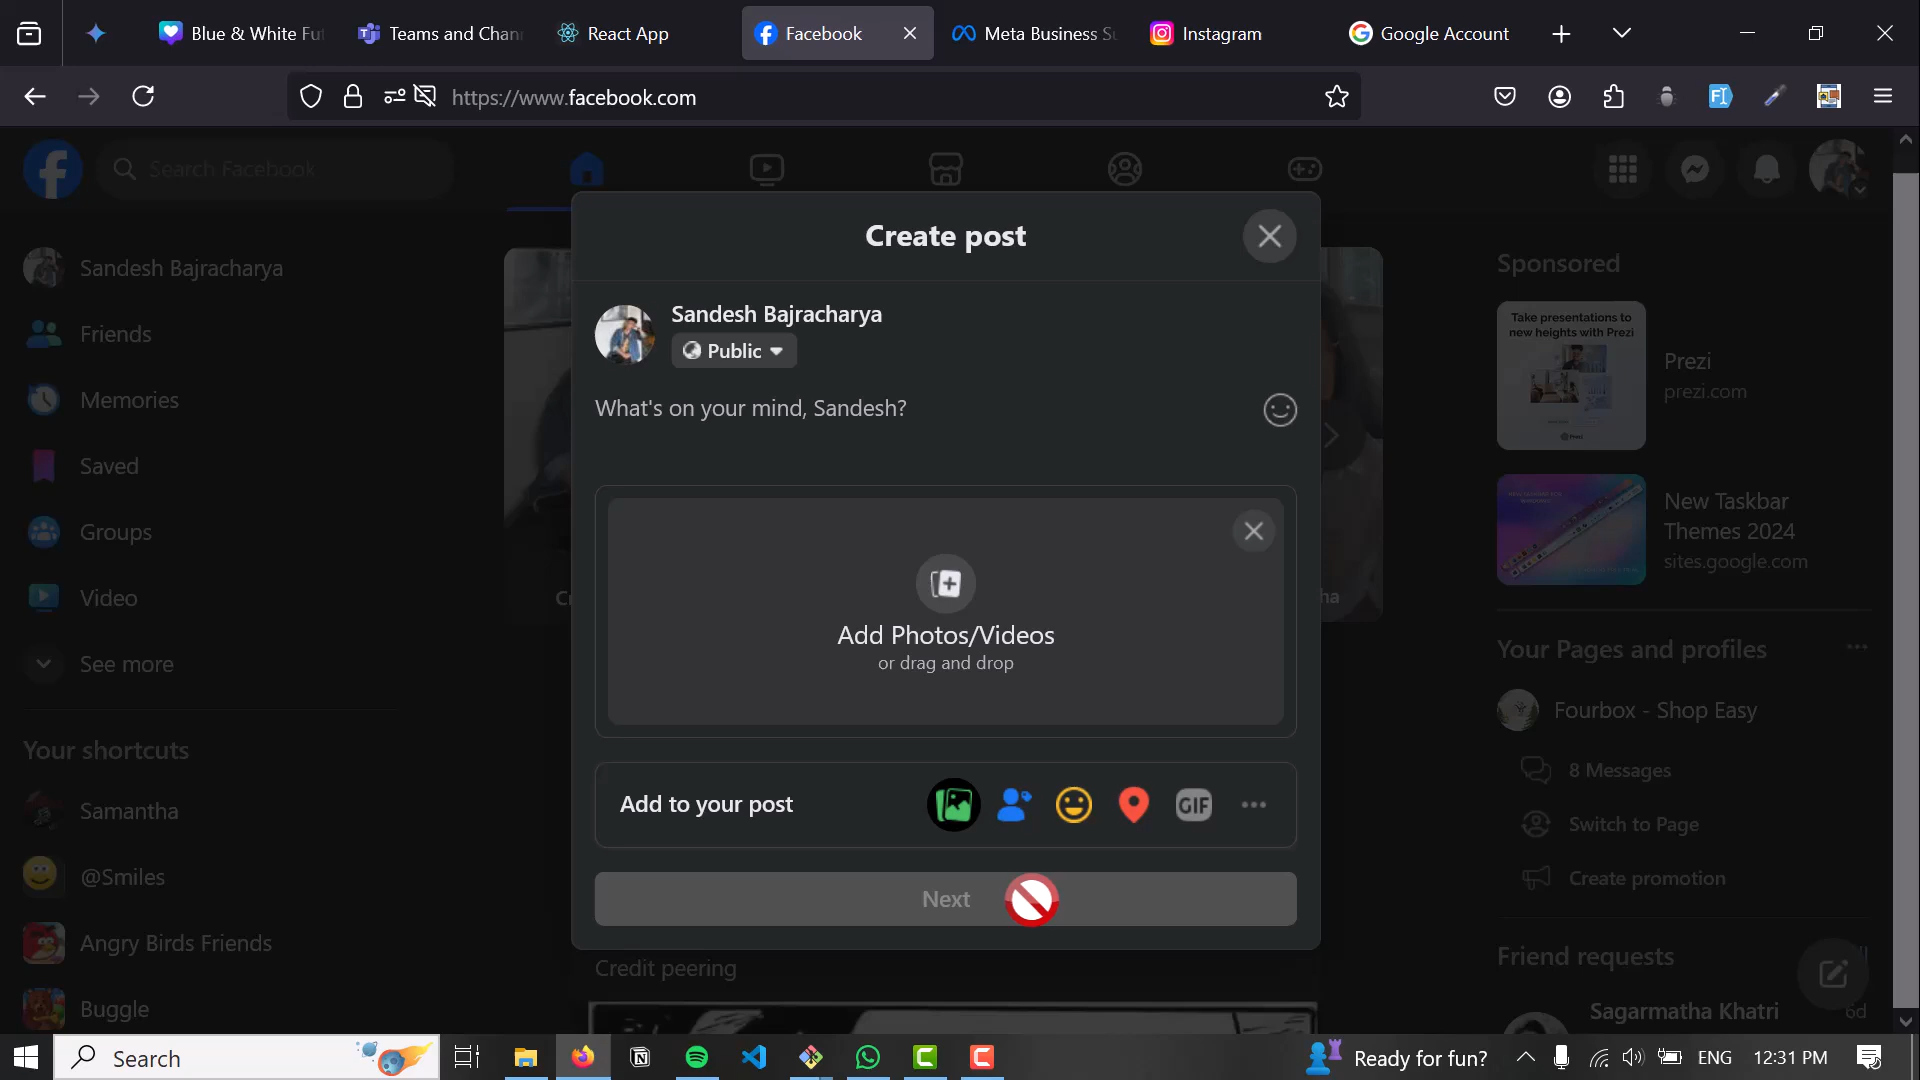 Blue & White Fut
Teams and Chann
React App
Facebook
Meta Business Su
Instagram
Google Account
https://www.facebook.com
Search Facebook
Create post
Sandesh Bajracharya
Public
What's on your mind, Sandesh?
Add Photos/Videos
or drag and drop
Add to your post
GIF
Next
Credit peering
Sandesh Bajracharya
Friends
Memories
Saved
Groups
Video
See more
Your shortcuts
Samantha
@Smiles
Angry Birds Friends
Buggle
Sponsored
Take presentations to
new heights with Prezi
Prezi
Prezi
prezi.com
New Taskbar
Themes 2024
sites.google.com
Your Pages and profiles
Fourbox - Shop Easy
8 Messages
Switch to Page
Create promotion
Friend requests
Sagarmatha Khatri
6d
Search
Ready for fun?
ENG
12:31 PM